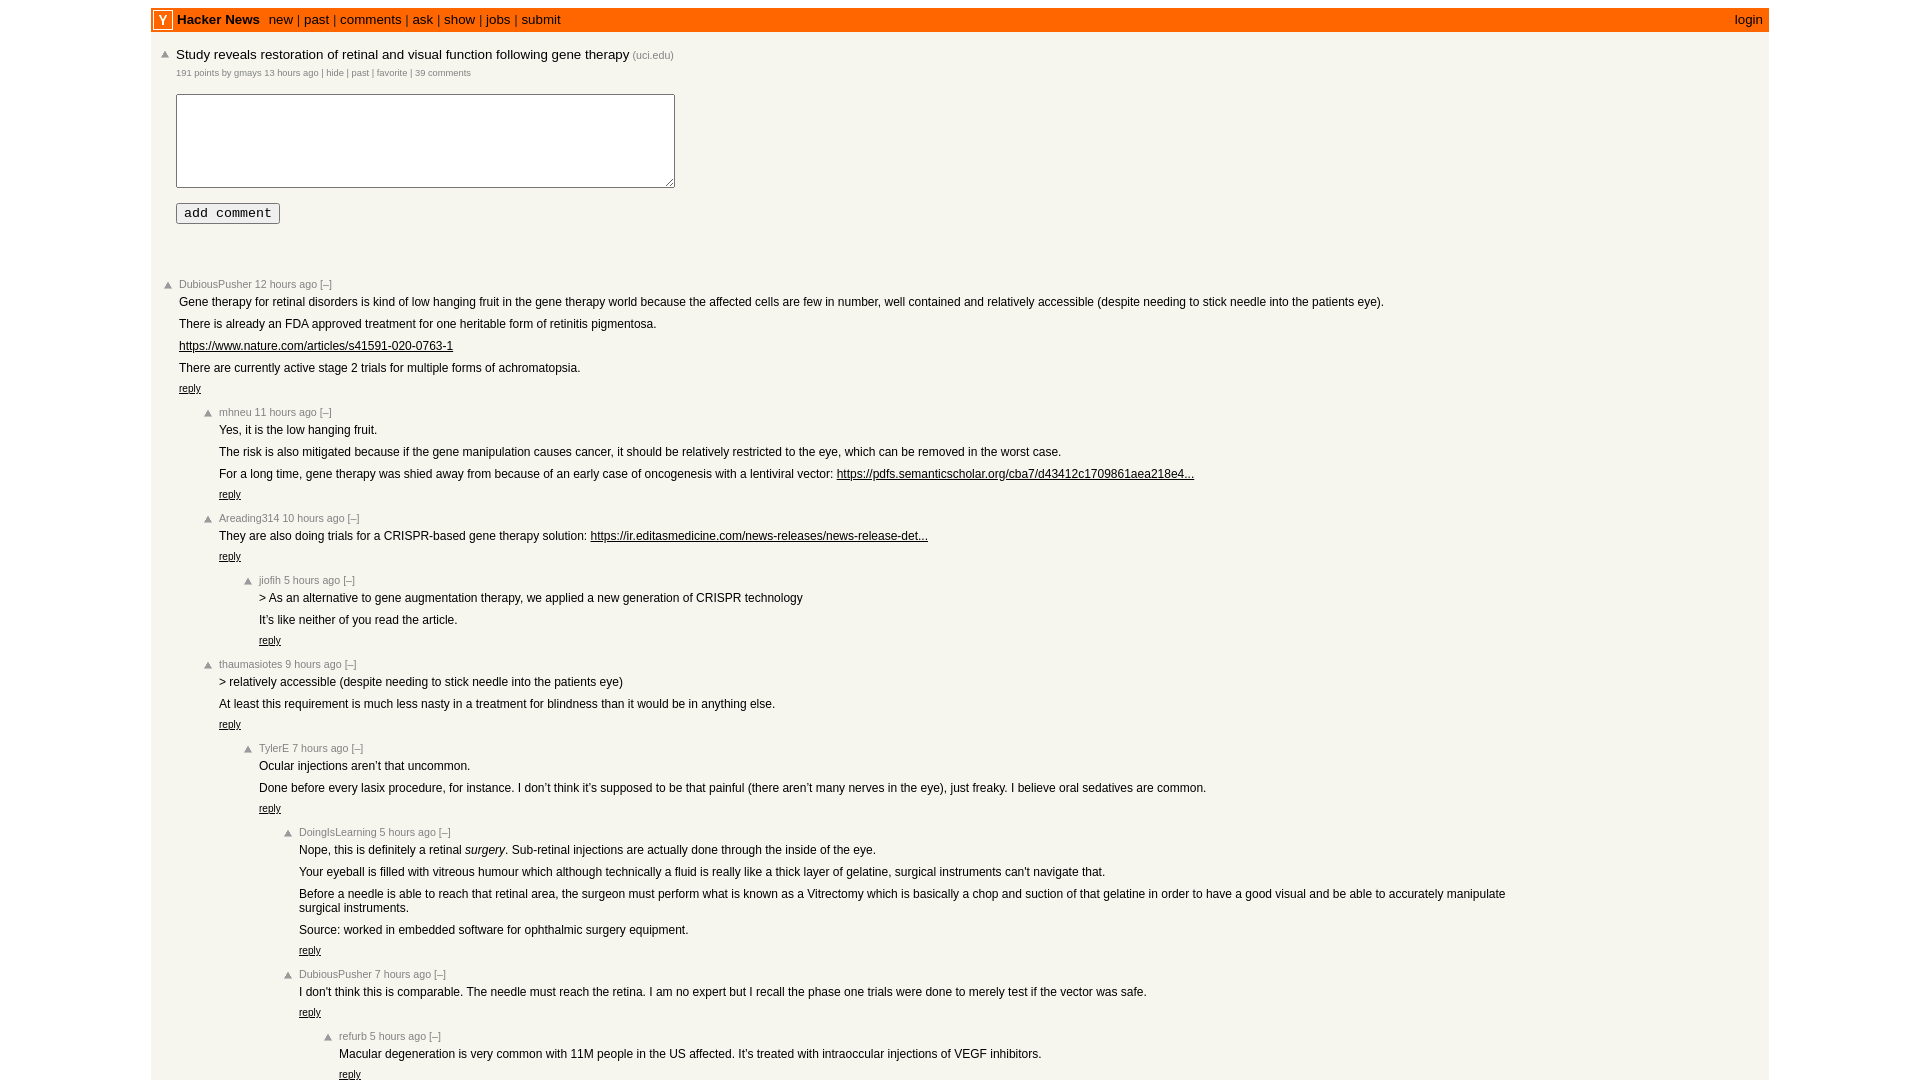 Y Hacker News new | past | comments | ask | show | jobs | submit login
Study reveals restoration of retinal and visual function following gene therapy (uci.edu)
191 points by gmays 13 hours ago | hide | past | favorite | 39 comments
add comment
DubiousPusher 12 hours ago [–]
Gene therapy for retinal disorders is kind of low hanging fruit in the gene therapy world because the affected cells are few in number, well contained and relatively accessible (despite needing to stick needle into the patients eye).
There is already an FDA approved treatment for one heritable form of retinitis pigmentosa.
https://www.nature.com/articles/s41591-020-0763-1
There are currently active stage 2 trials for multiple forms of achromatopsia.
reply
mhneu 11 hours ago [–]
Yes, it is the low hanging fruit.
The risk is also mitigated because if the gene manipulation causes cancer, it should be relatively restricted to the eye, which can be removed in the worst case.
For a long time, gene therapy was shied away from because of an early case of oncogenesis with a lentiviral vector: https://pdfs.semanticscholar.org/cba7/d43412c1709861aea218e4...
reply
Areading314 10 hours ago [–]
They are also doing trials for a CRISPR-based gene therapy solution: https://ir.editasmedicine.com/news-releases/news-release-det...
reply
jiofih 5 hours ago [–]
> As an alternative to gene augmentation therapy, we applied a new generation of CRISPR technology
It’s like neither of you read the article.
reply
thaumasiotes 9 hours ago [–]
> relatively accessible (despite needing to stick needle into the patients eye)
At least this requirement is much less nasty in a treatment for blindness than it would be in anything else.
reply
TylerE 7 hours ago [–]
Ocular injections aren’t that uncommon.
Done before every lasix procedure, for instance. I don’t think it’s supposed to be that painful (there aren’t many nerves in the eye), just freaky. I believe oral sedatives are common.
reply
DoingIsLearning 5 hours ago [–]
Nope, this is definitely a retinal surgery. Sub-retinal injections are actually done through the inside of the eye.
Your eyeball is filled with vitreous humour which although technically a fluid is really like a thick layer of gelatine, surgical instruments can't navigate that.
Before a needle is able to reach that retinal area, the surgeon must perform what is known as a Vitrectomy which is basically a chop and suction of that gelatine in order to have a good visual and be able to accurately manipulate
surgical instruments.
Source: worked in embedded software for ophthalmic surgery equipment.
reply
DubiousPusher 7 hours ago [–]
I don't think this is comparable. The needle must reach the retina. I am no expert but I recall the phase one trials were done to merely test if the vector was safe.
reply
refurb 5 hours ago [–]
Macular degeneration is very common with 11M people in the US affected. It’s treated with intraoccular injections of VEGF inhibitors.
reply